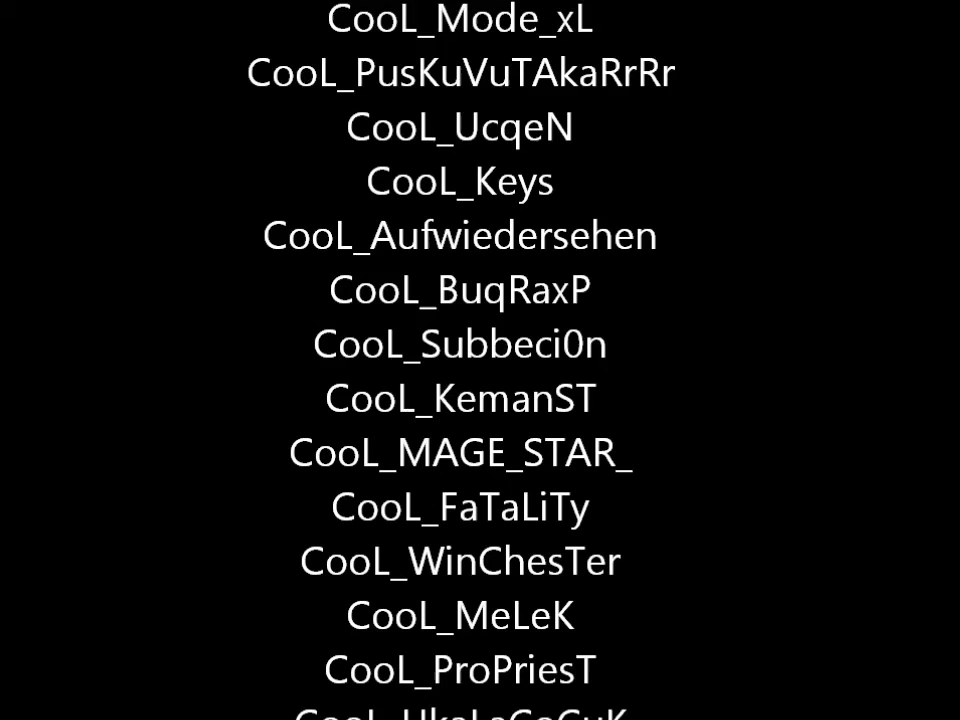 CooL_Mode_xL
CooL_PusKuVuTAkaRrRr
CooL_UcqeN
CooL_Keys
CooL_Aufwiedersehen
CooL_BuqRaxP
CooL_Subbeci0n
CooL_KemanST
CooL_MAGE_STAR_
CooL_FaTaLiTy
CooL_WinChesTer
CooL_MeLeK
CooL_ProPriesT